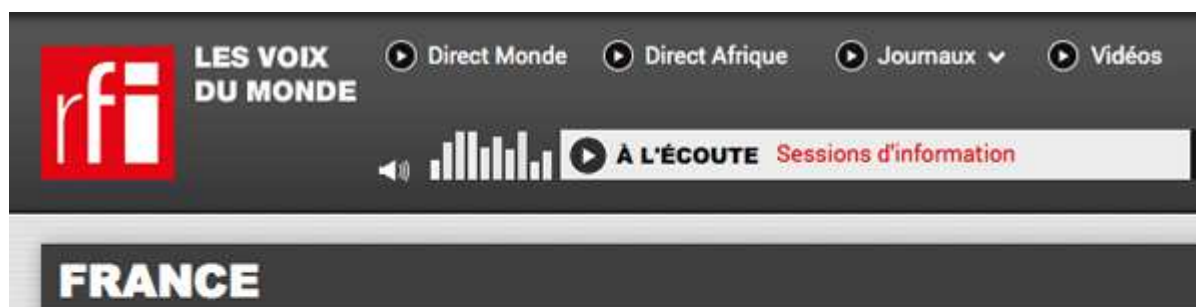 rfi
LES VOIX
DU MONDE
Direct Monde Direct Afrique Journaux Vidéos
À L'ÉCOUTE Sessions d'information
FRANCE